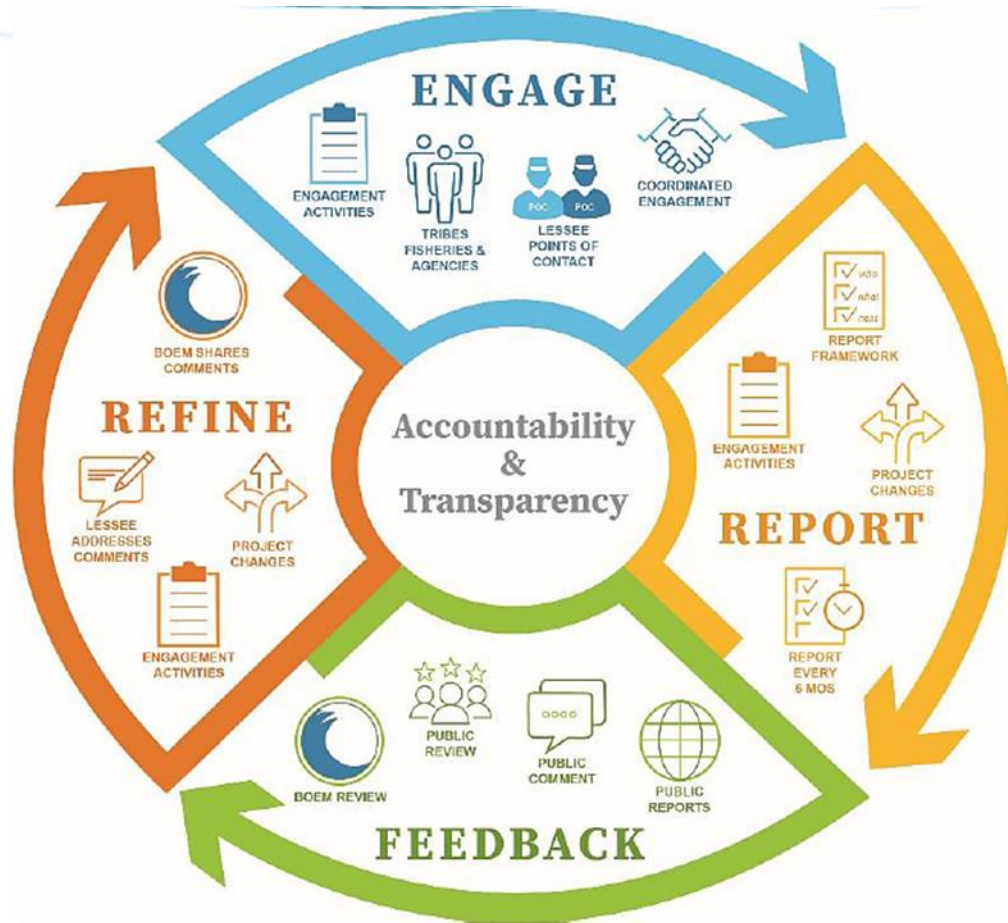 ENGAGE
ENGAGEMENT
ACTIVITIES
TRIBES
FISHERIES &
AGENCIES
POC
POC
LESSEE
POINTS OF
CONTACT
COORDINATED
ENGAGEMENT
who
what
REPORT
FRAMEWORK
ENGAGEMENT
ACTIVITIES
PROJECT
CHANGES
REPORT
REPORT
EVERY
6 MOS
BOEM REVIEW
PUBLIC
REVIEW
PUBLIC
COMMENT
PUBLIC
REPORTS
FEEDBACK
BOEM SHARES
COMMENTS
REFINE
LESSEE
ADDRESSES
COMMENTS
PROJECT
CHANGES
ENGAGEMENT
ACTIVITIES
Accountability
&
Transparency